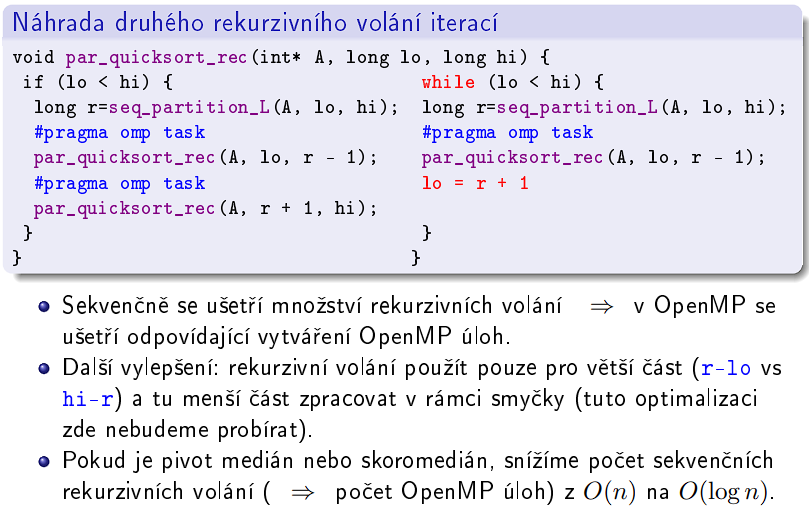 Náhrada druhého rekurzivního volání iterací
void par_quicksort_rec(int* A, long lo, long hi) {
if (lo < hi) {
long r=seq_partition_L(A, lo, hi);
#pragma omp task
par_quicksort_rec(A, lo, r - 1);
#pragma omp task
par_quicksort_rec(A, r + 1, hi);
}
}
while (lo < hi) {
long r=seq_partition_L(A, lo, hi);
#pragma omp task
par_quicksort_rec(A, lo, r - 1);
lo = r + 1
}
}
Sekvenčně se ušetří množství rekurzivních volání ⇒ v OpenMP se
ušetří odpovídající vytváření OpenMP úloh.
Další vylepšení: rekurzivní volání použít pouze pro větší část (r-lo vs
hi-r) a tu menší část zpracovat v rámci smyčky (tuto optimalizaci
zde nebudeme probírat).
Pokud je pivot medián nebo skoromedián, snížíme počet sekvenčních
rekurzivních volání ( ⇒ počet OpenMP úloh) z O(n) na O(log n).